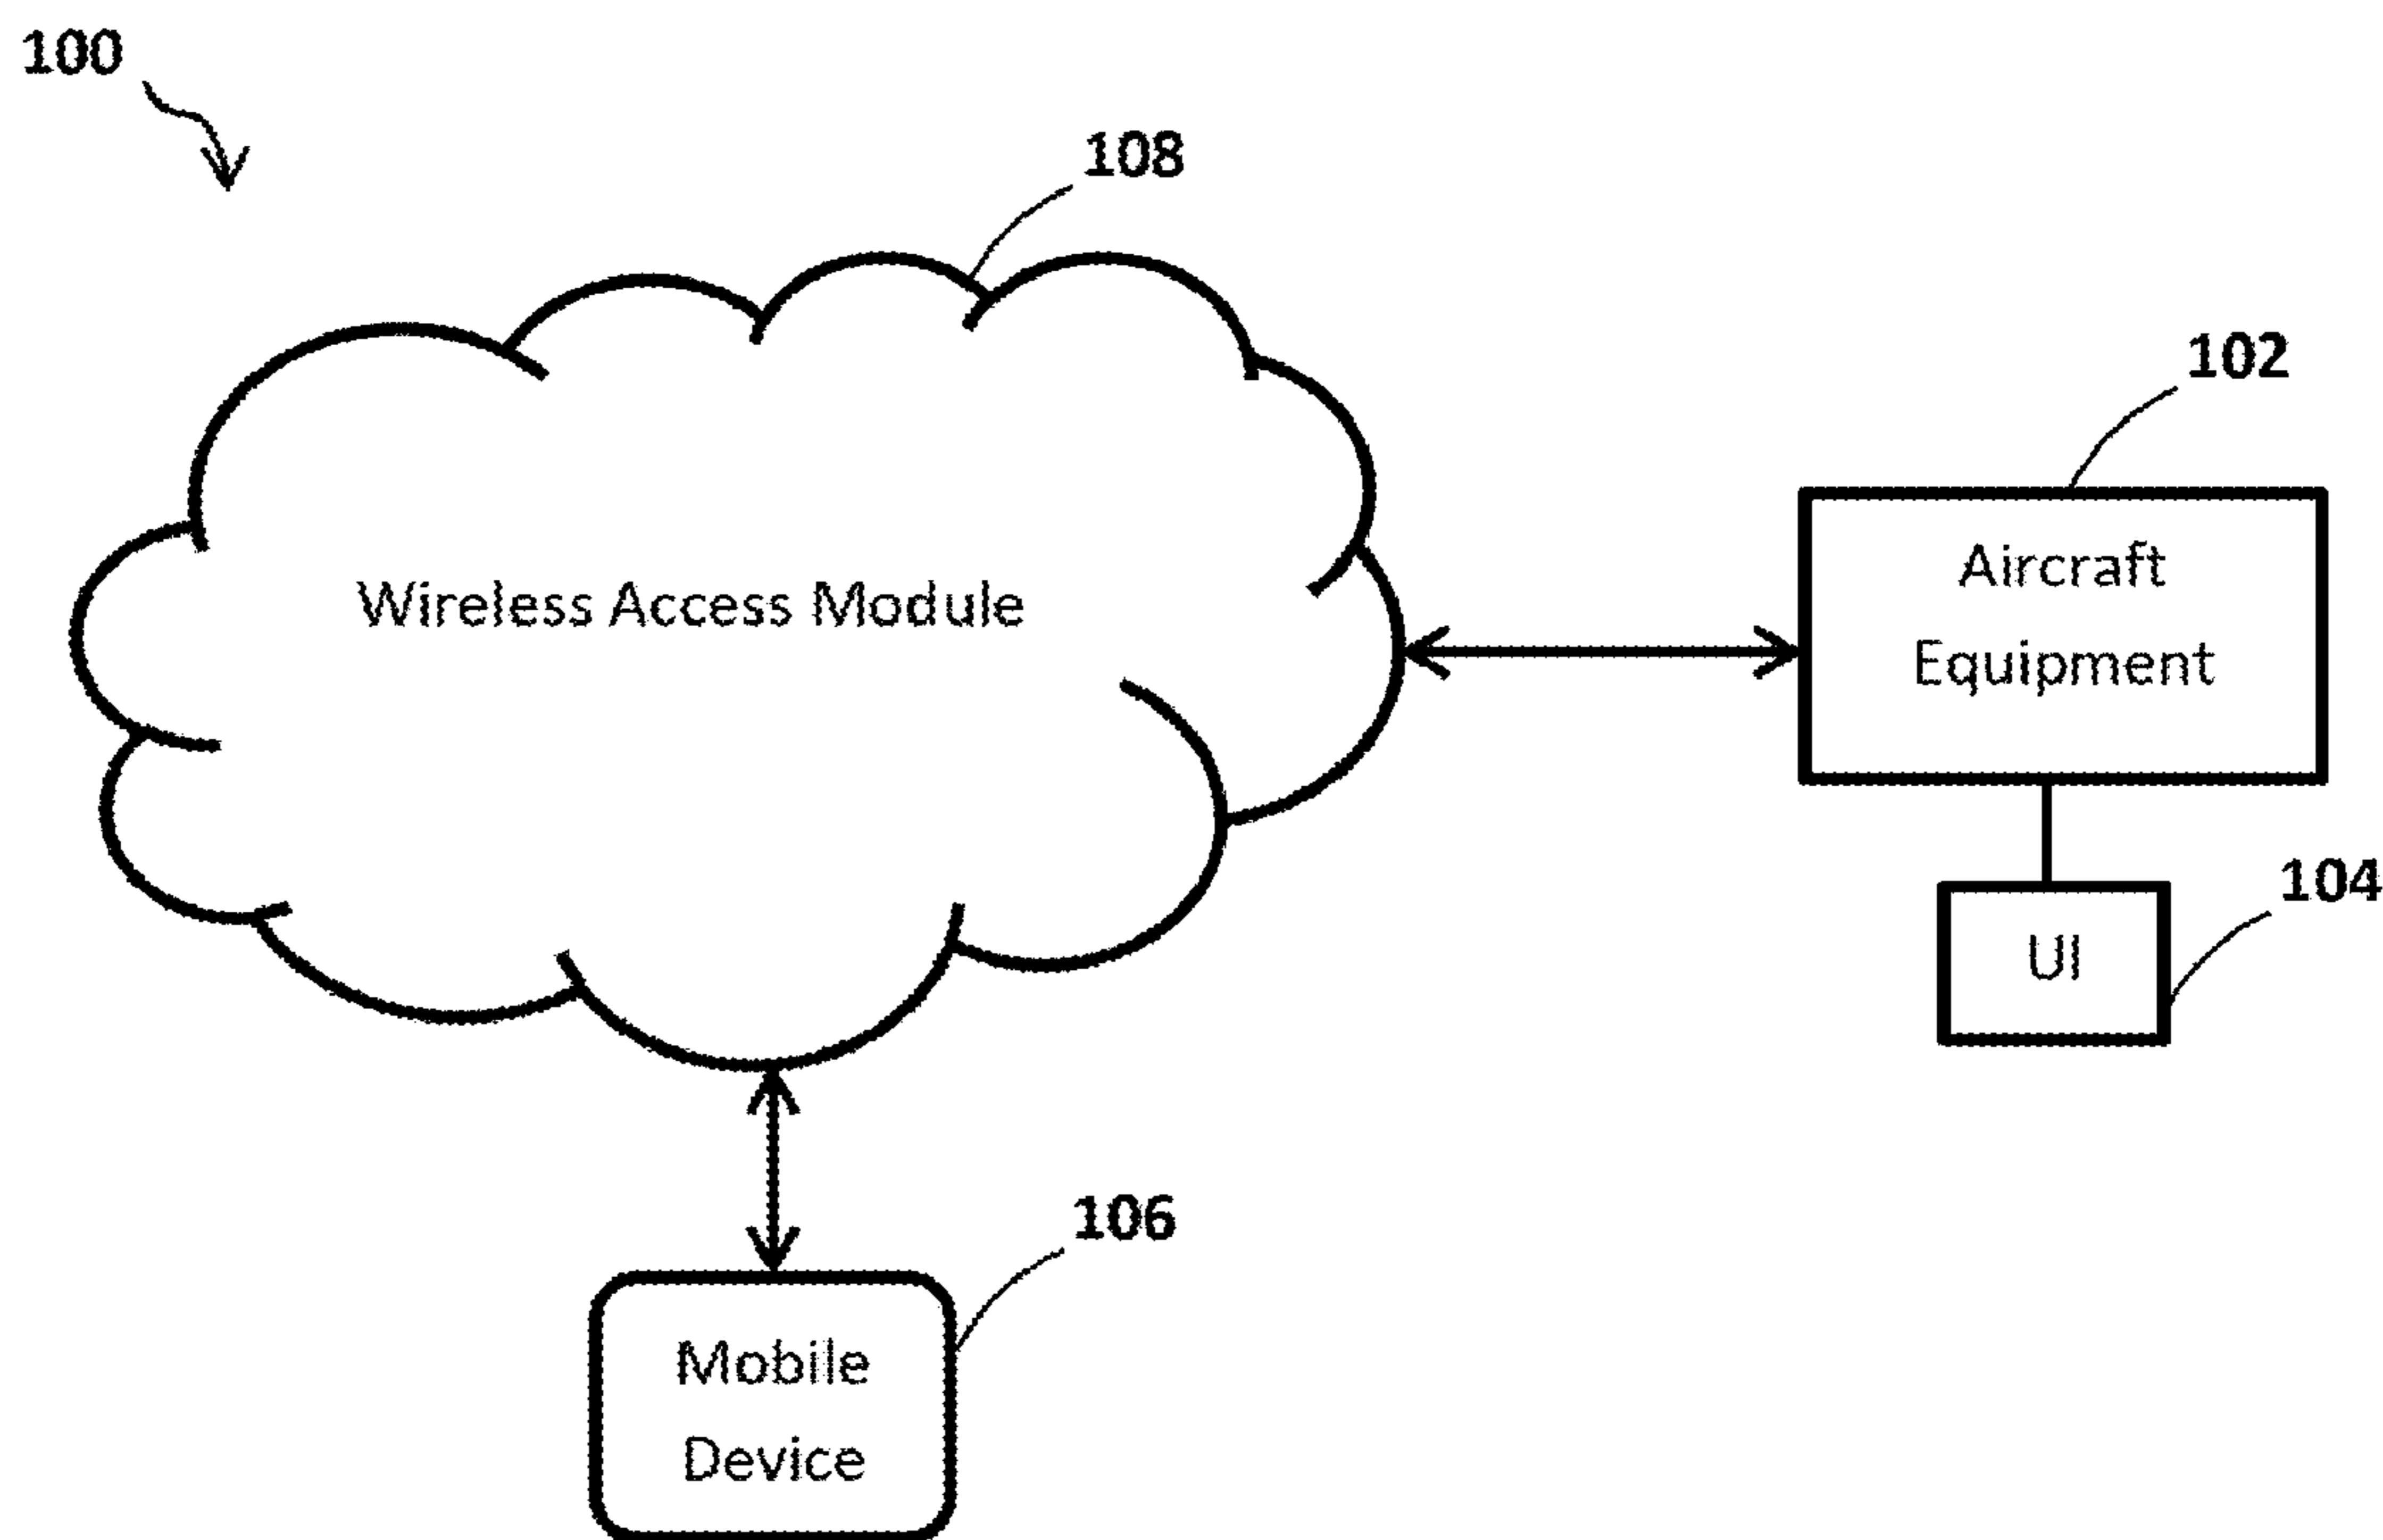 100
108
102
Wireless Access Module
Aircraft
Equipment
104
UI
106
Mobile
Device